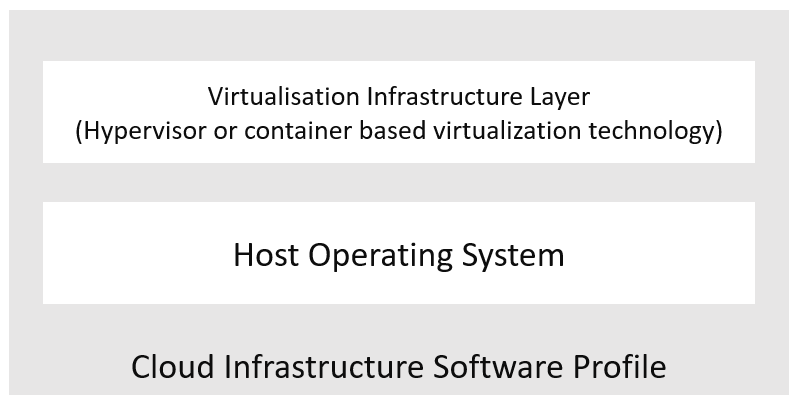 Virtualisation Infrastructure Layer
(Hypervisor or container based virtualization technology)
Host Operating System
Cloud Infrastructure Software Profile